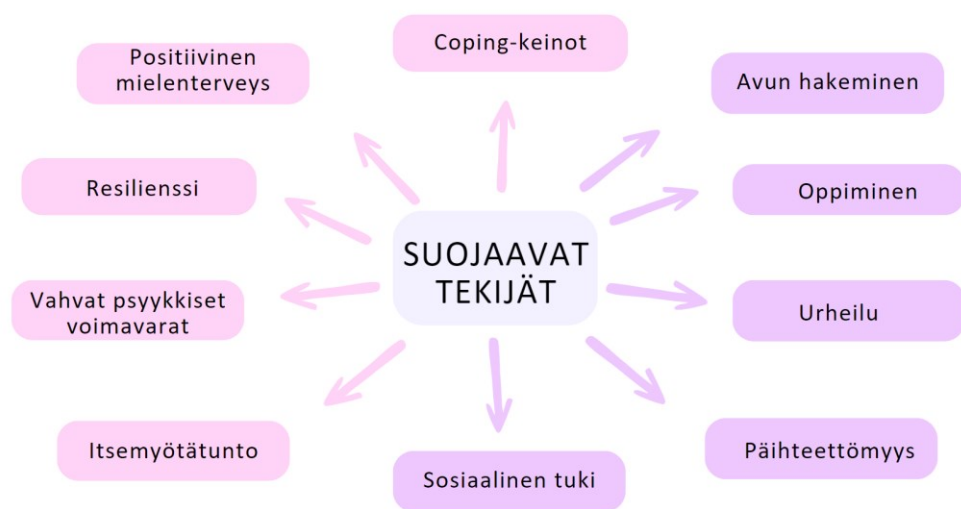 Coping-keinot
Positiivinen
mielenterveys
Avun hakeminen
Resilienssi
Oppiminen
SUOJAAVAT
TEKIJÄT
Vahvat psyykkiset
voimavarat
Urheilu
Itsemyötätunto
Sosiaalinen tuki
Päihteettömyys